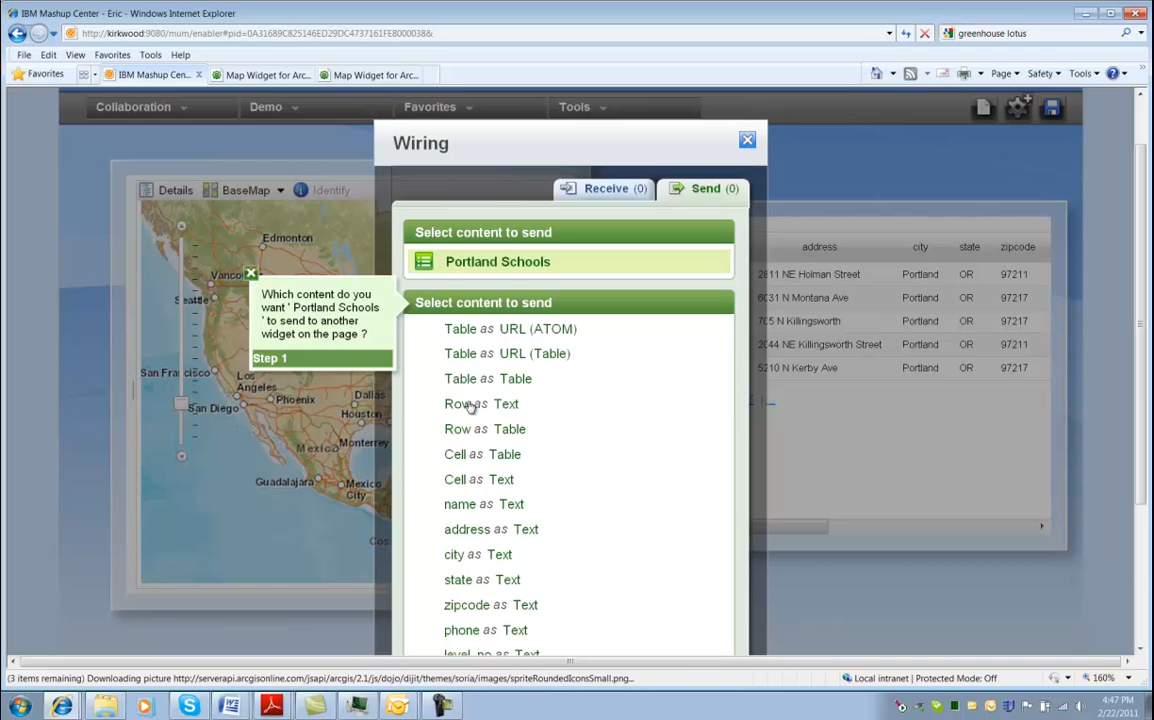 IBM Mashup Center - Eric - Windows Internet Explorer
http://kirkwood:9080/mum/enabler#pid=0A31689C825146ED29DC4737161FE8000038&
greenhouse lotus
File Edit View Favorites Tools Help
Favorites
IBM Mashup Cen... x
Map Widget for Arc...
Map Widget for Arc...
Page Safety Tools
Collaboration Demo Favorites Tools
Wiring
Receive (0) Send (0)
Details BaseMap Identify
Select content to send
Portland Schools
Select content to send
Table as URL (ATOM)
Table as URL (Table)
Table as Table
Row as Text
Row as Table
Cell as Table
Cell as Text
name as Text
address as Text
city as Text
state as Text
zipcode as Text
phone as Text
level_no as Text
Which content do you
want ' Portland Schools
' to send to another
widget on the page ?
Step 1
Edmonton
Vancou
Seattle
San Francisco
Los
Angeles
Phoenix
San Diego
Dallas
Houston
Monterrey
Mexico
Guadalajara
Mexico
City
Cos
address city state zipcode
2811 NE Holman Street Portland OR 97211
6031 N Montana Ave Portland OR 97217
705 N Killingsworth Portland OR 97217
2044 NE Killingsworth Street Portland OR 97211
5210 N Kerby Ave Portland OR 97217
(3 items remaining) Downloading picture http://serverapi.arcgisonline.com/jsapi/arcgis/2.1/js/dojo/dijit/themes/soria/images/spriteRoundedIconsSmall.png...
Local intranet | Protected Mode: Off
160%
4:47 PM
2/22/2011